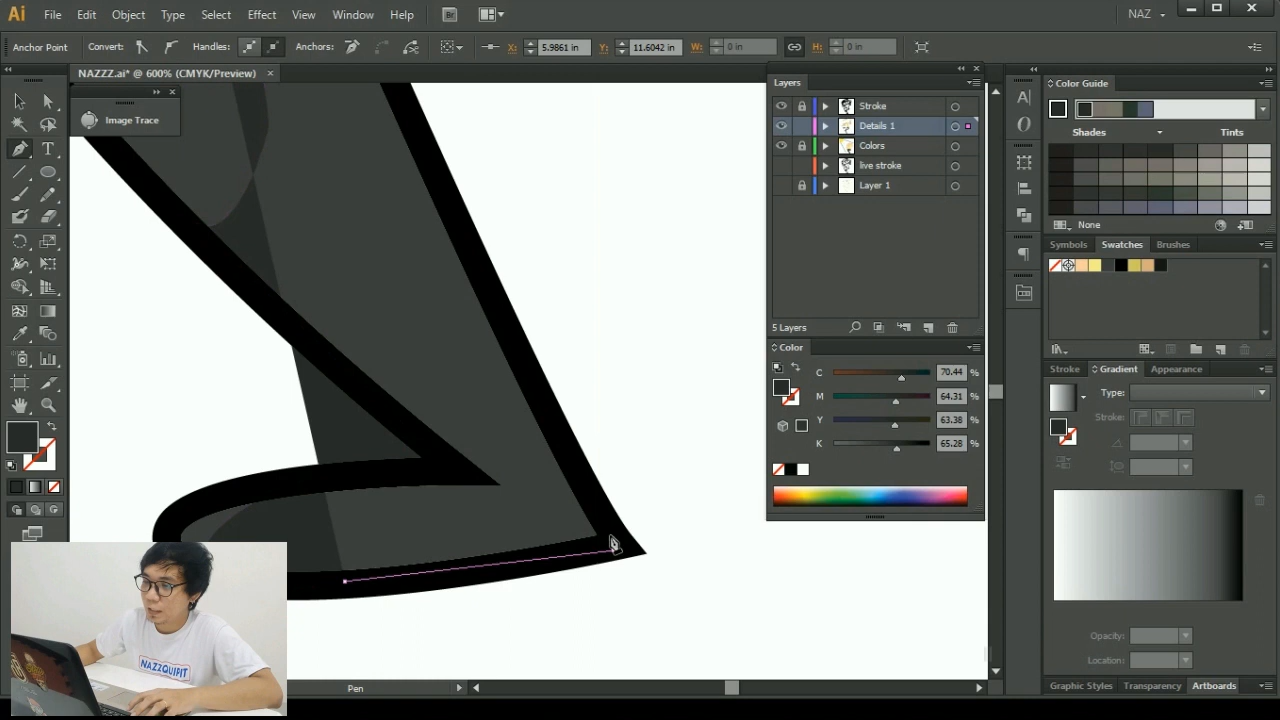 Ai File Edit Object Type Select Effect View Window Help Br NAZ
Anchor Point Convert: Handles: Anchors: X: 5.9861 in Y: 11.6042 in W: 0 in H: 0 in
NAZZZ.ai* @ 600% (CMYK/Preview)
Image Trace
Layers
Stroke
Details 1
Colors
live stroke
Layer 1
5 Layers
Color
C 70.44 %
M 64.31 %
Y 63.38 %
K 65.28 %
Color Guide
Shades Tints
None
Symbols Swatches Brushes
Stroke Gradient Appearance
Type:
Stroke:
Opacity:
Location:
Graphic Styles Transparency Artboards
Pen
NAZZQUIPIT